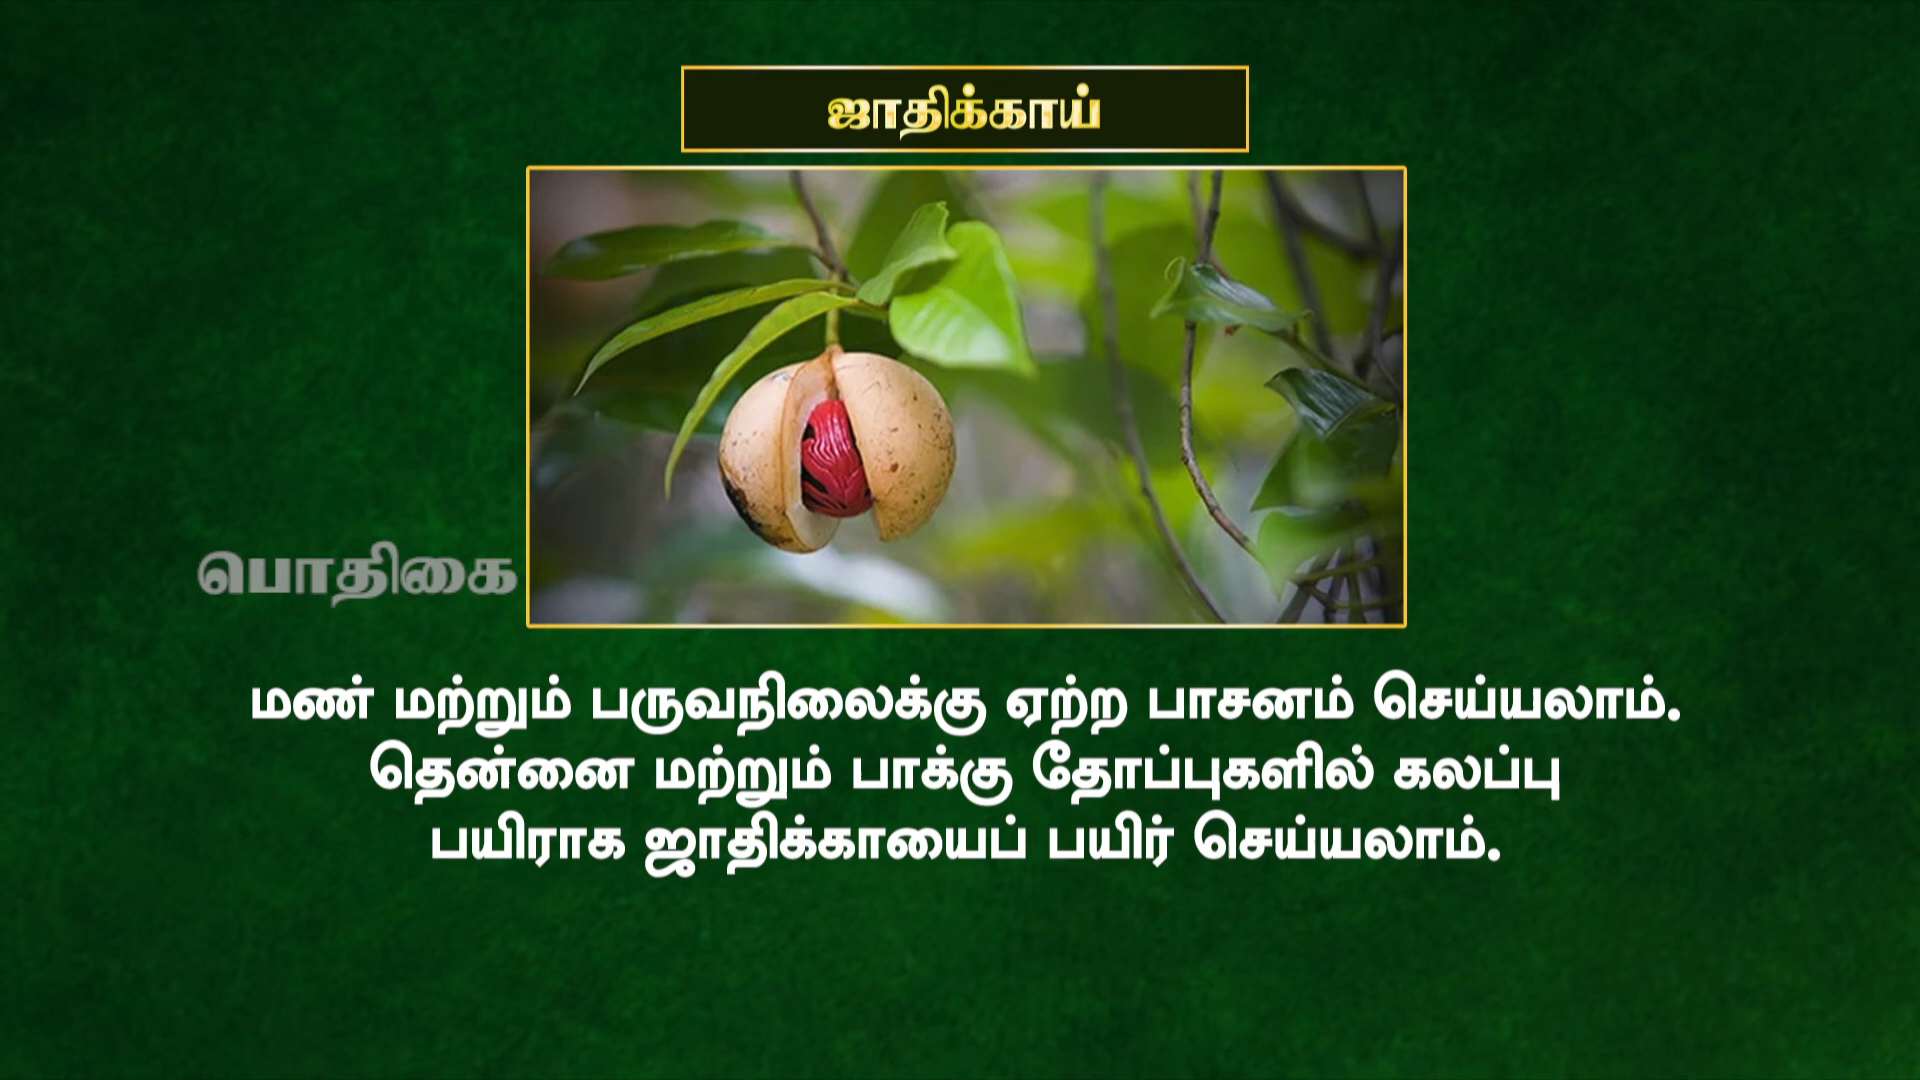 ஜாதிக்காய்
பொதிகை
மண் மற்றும் பருவநிலைக்கு ஏற்ற பாசனம் செய்யலாம்.
தென்னை மற்றும் பாக்கு தோப்புகளில் கலப்பு
பயிராக ஜாதிக்காயைப் பயிர் செய்யலாம்.